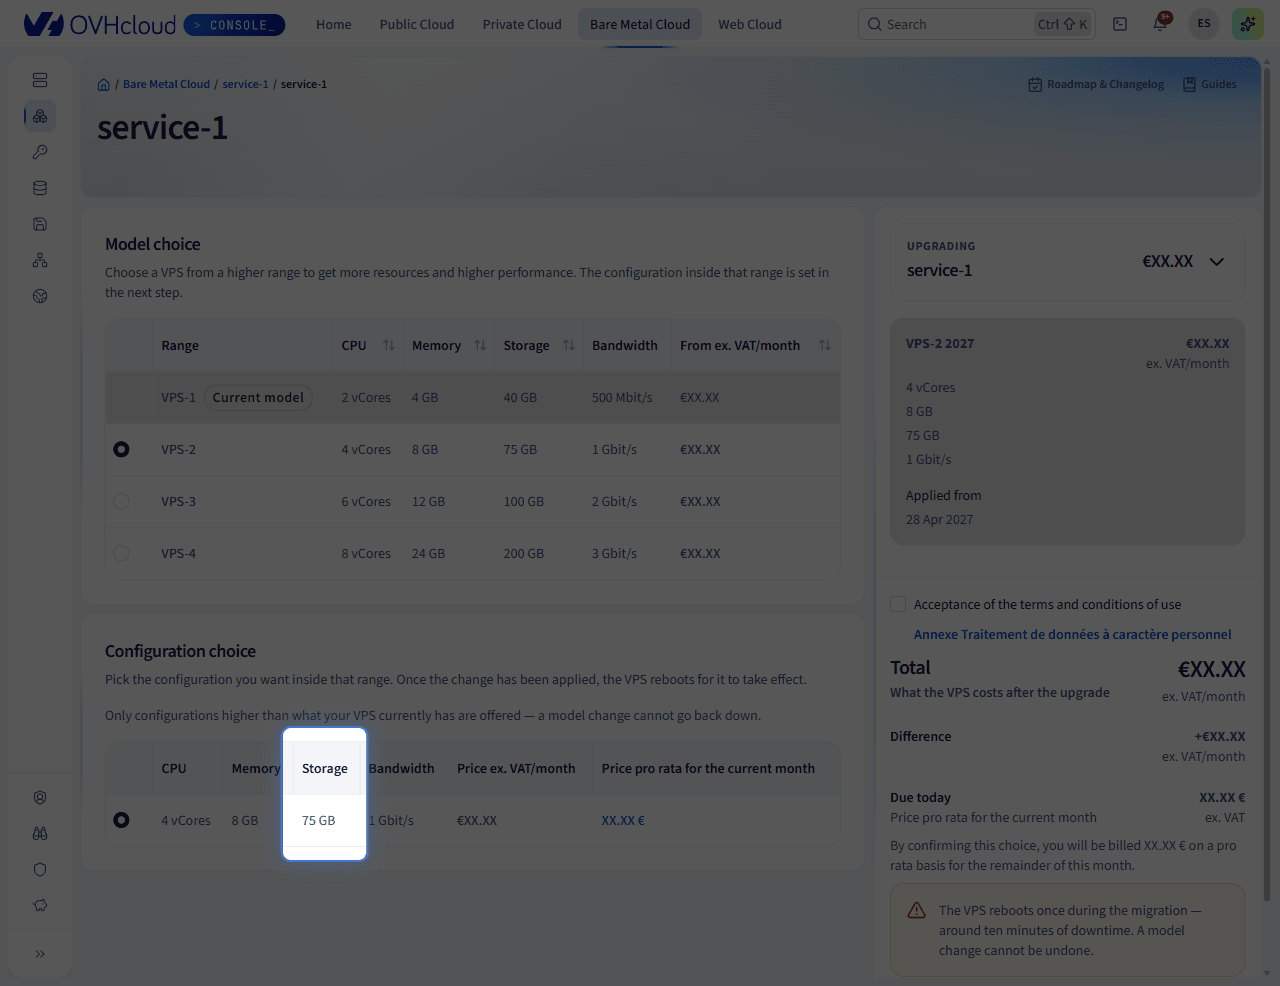 OVHcloud
> CONSOLE_
Home
Public Cloud
Private Cloud
Bare Metal Cloud
Web Cloud
Search
Ctrl K
9+
ES
/ Bare Metal Cloud / service-1 / service-1
Roadmap & Changelog
Guides
service-1
Model choice
Choose a VPS from a higher range to get more resources and higher performance. The configuration inside that range is set in
the next step.
Range CPU Memory Storage Bandwidth From ex. VAT/month
VPS-1 Current model 2 vCores 4 GB 40 GB 500 Mbit/s €XX.XX
VPS-2 4 vCores 8 GB 75 GB 1 Gbit/s €XX.XX
VPS-3 6 vCores 12 GB 100 GB 2 Gbit/s €XX.XX
VPS-4 8 vCores 24 GB 200 GB 3 Gbit/s €XX.XX
Configuration choice
Pick the configuration you want inside that range. Once the change has been applied, the VPS reboots for it to take effect.
Only configurations higher than what your VPS currently has are offered — a model change cannot go back down.
CPU Memory Storage Bandwidth Price ex. VAT/month Price pro rata for the current month
4 vCores 8 GB 75 GB 1 Gbit/s €XX.XX XX.XX €
UPGRADING
service-1 €XX.XX
VPS-2 2027 €XX.XX
ex. VAT/month
4 vCores
8 GB
75 GB
1 Gbit/s
Applied from
28 Apr 2027
Acceptance of the terms and conditions of use
Annexe Traitement de données à caractère personnel
Total €XX.XX
What the VPS costs after the upgrade ex. VAT/month
Difference +€XX.XX
ex. VAT/month
Due today XX.XX €
Price pro rata for the current month ex. VAT
By confirming this choice, you will be billed XX.XX € on a pro
rata basis for the remainder of this month.
The VPS reboots once during the migration —
around ten minutes of downtime. A model
change cannot be undone.